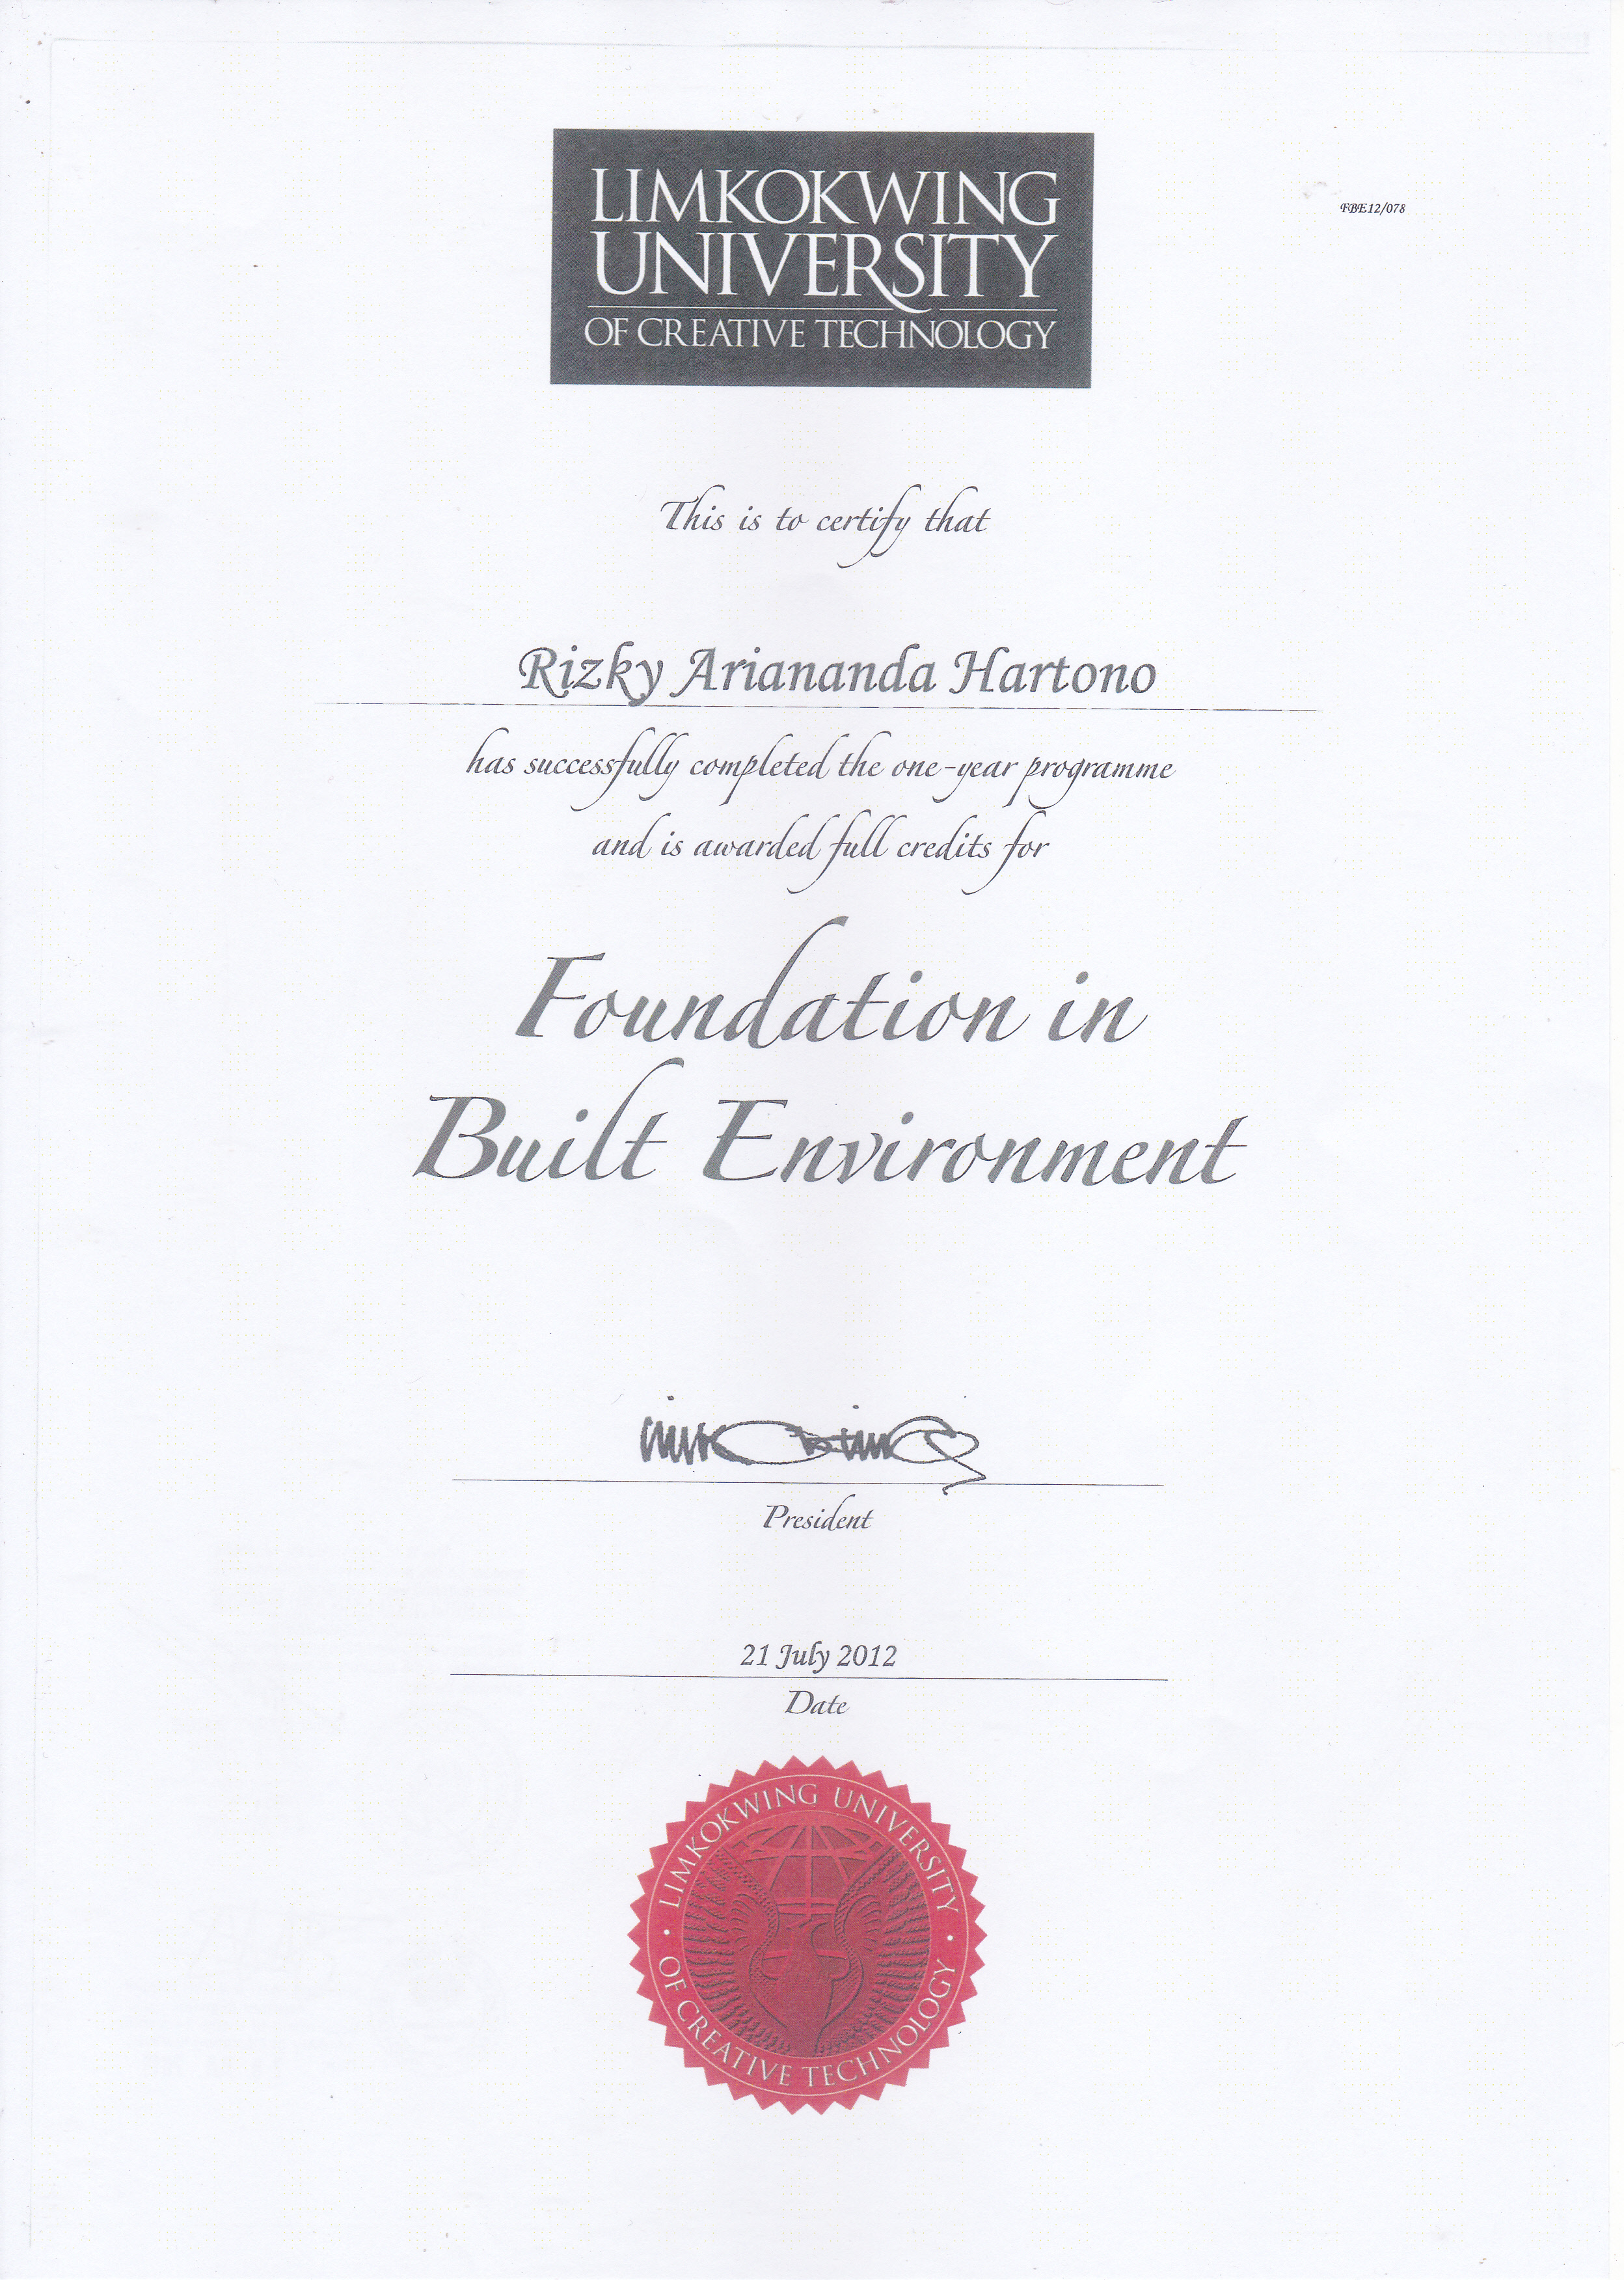 LIMKOKWING
UNIVERSITY
OF CREATIVE TECHNOLOGY
FBE12/078
This is to certify that
Rizky Ariananda Hartono
has successfully completed the one-year programme
and is awarded full credits for
Foundation in
Built Environment
President
21 July 2012
Date
LIMKOKWING UNIVERSITY
OF CREATIVE TECHNOLOGY